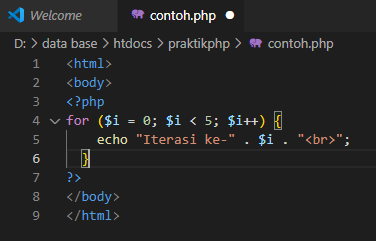 Welcome contoh.php
D: > data base > htdocs > praktikphp > contoh.php
1 <html>
2 <body>
3 <?php
4 for ($i = 0; $i < 5; $i++) {
5 echo "Iterasi ke-" . $i . "<br>";
6 }
7 ?>
8 </body>
9 </html>